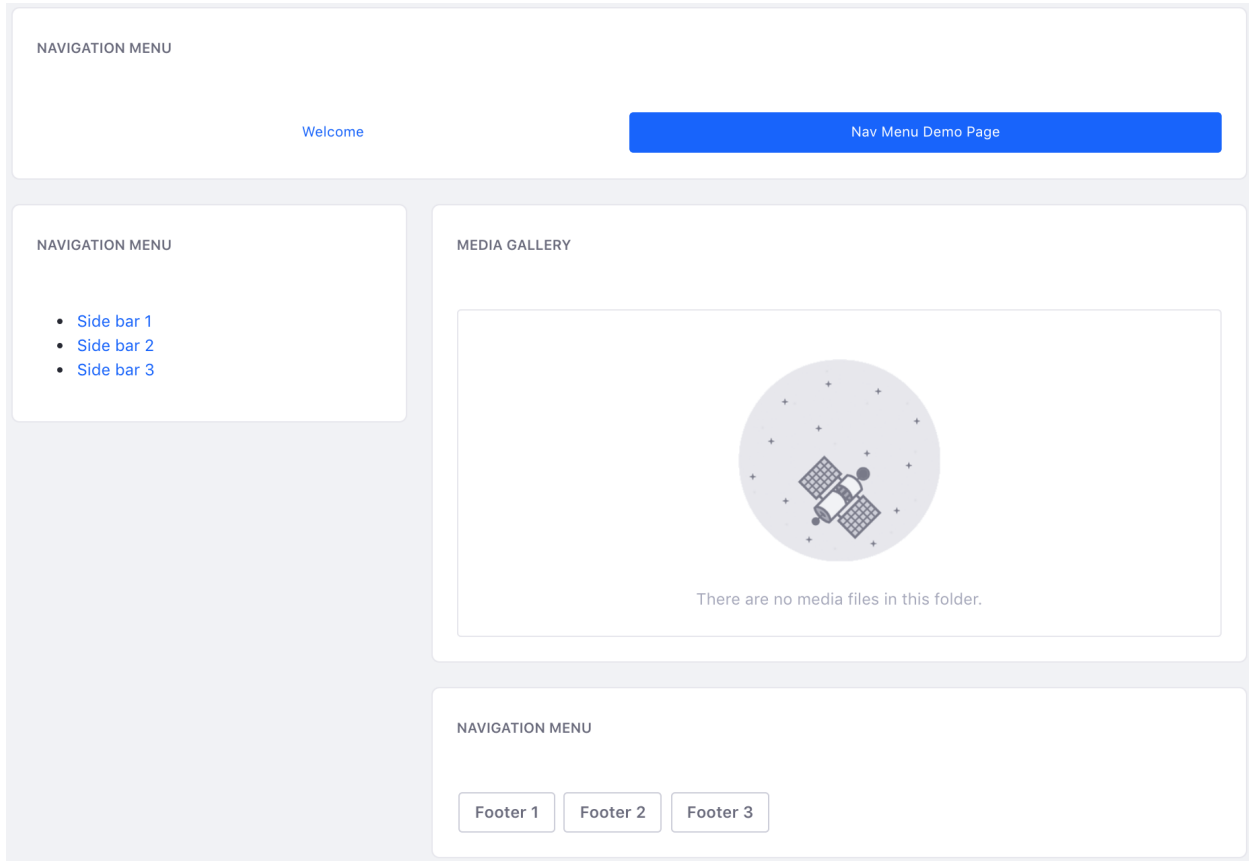 NAVIGATION MENU
Welcome Nav Menu Demo Page
NAVIGATION MENU
Side bar 1
Side bar 2
Side bar 3
MEDIA GALLERY
There are no media files in this folder.
NAVIGATION MENU
Footer 1 Footer 2 Footer 3